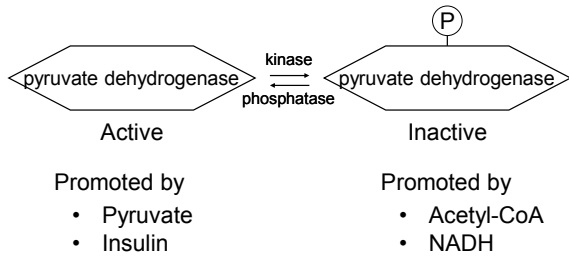 P
pyruvate dehydrogenase
kinase
phosphatase
pyruvate dehydrogenase
Active
Inactive
Promoted by
• Pyruvate
• Insulin
Promoted by
• Acetyl-CoA
• NADH